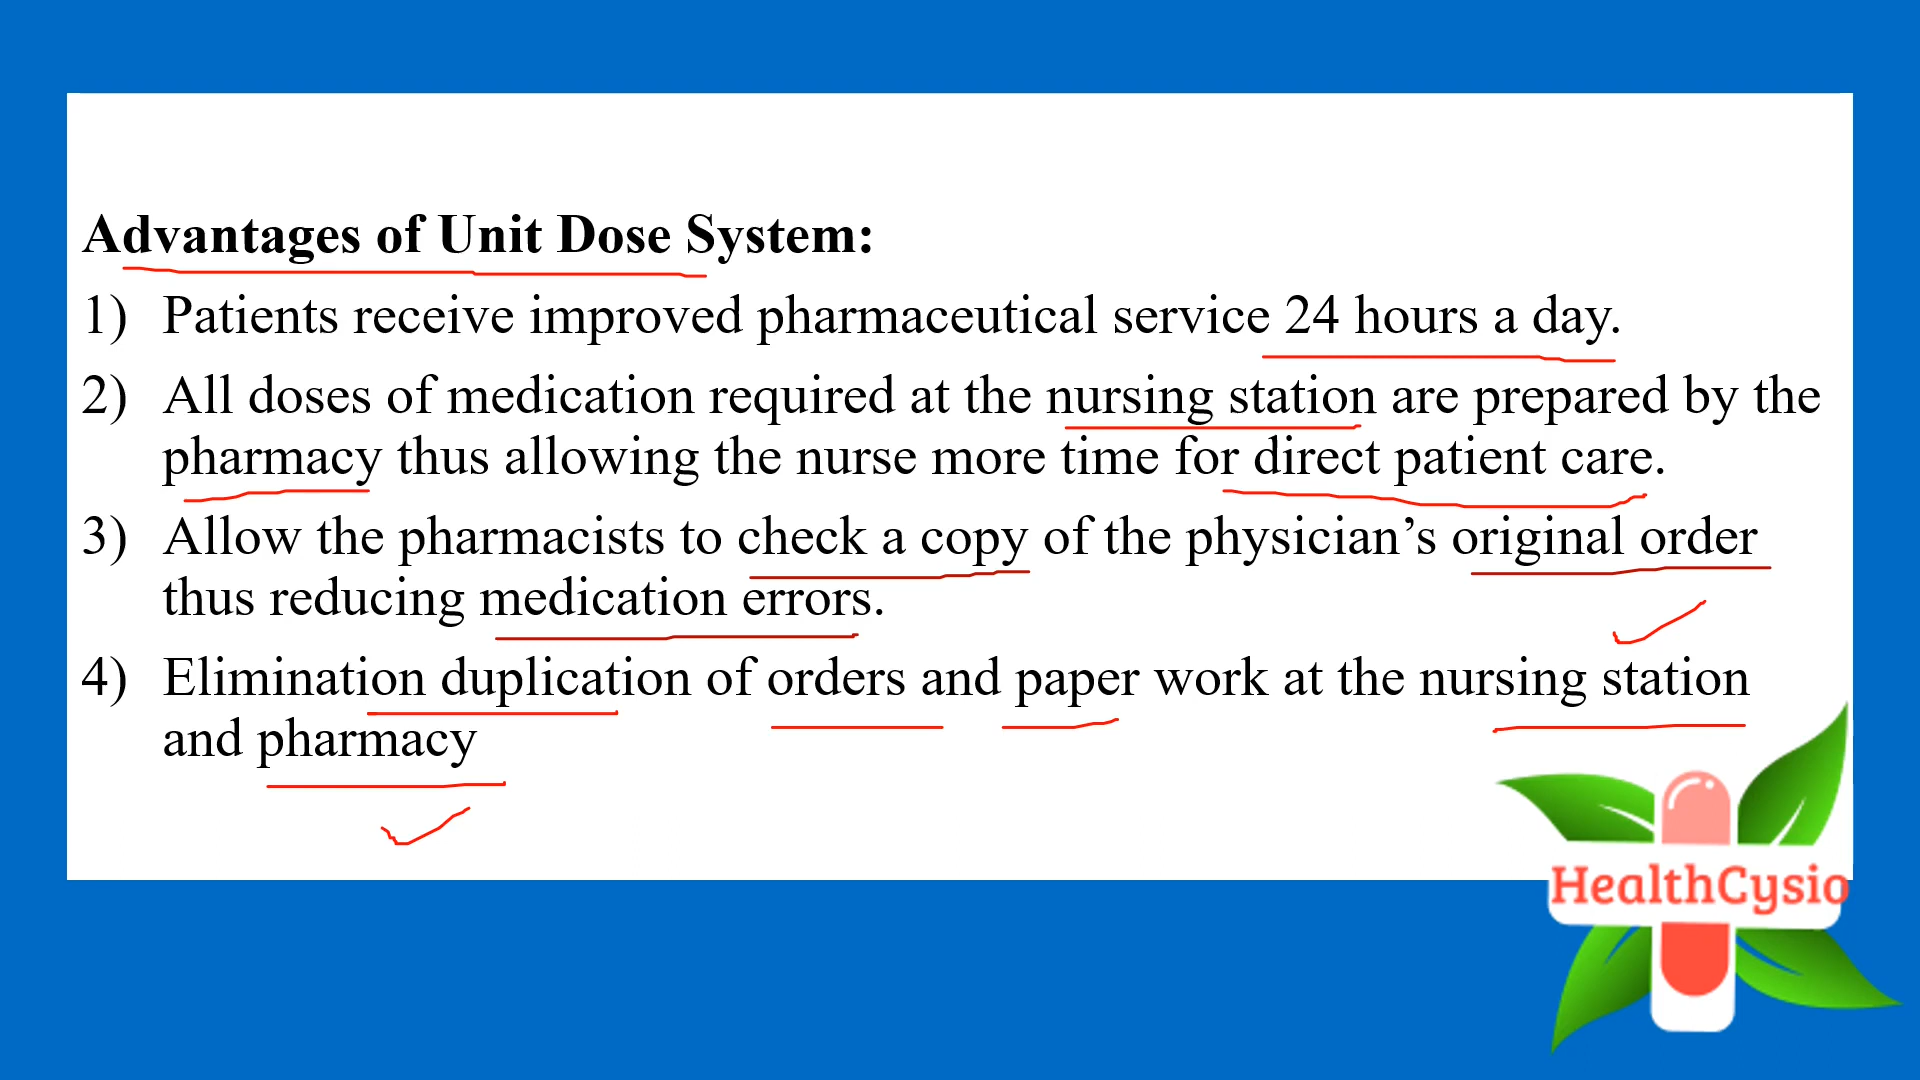 Advantages of Unit Dose System:
1) Patients receive improved pharmaceutical service 24 hours a day.
2) All doses of medication required at the nursing station are prepared by the
pharmacy thus allowing the nurse more time for direct patient care.
3) Allow the pharmacists to check a copy of the physician’s original order
thus reducing medication errors.
4) Elimination duplication of orders and paper work at the nursing station
and pharmacy
HealthCysio